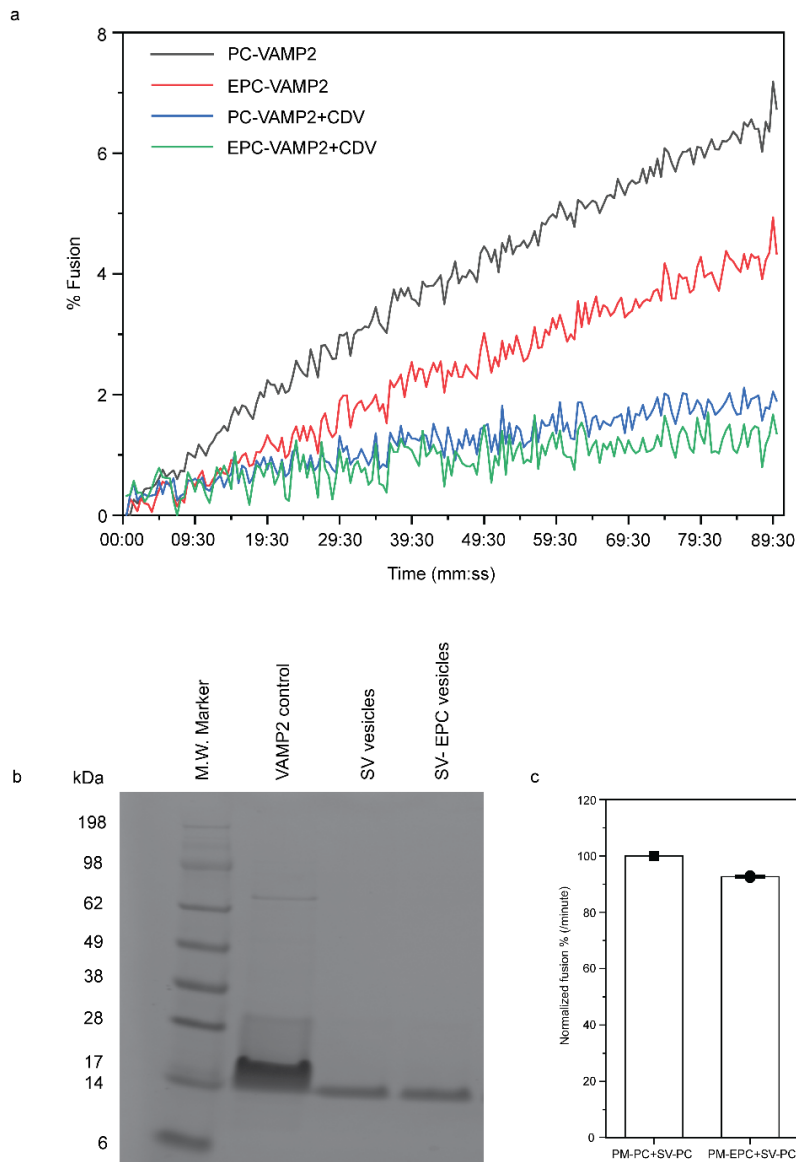 a
8
6
4
2
0
% Fusion
PC-VAMP2
EPC-VAMP2
PC-VAMP2+CDV
EPC-VAMP2+CDV
00:00 09:30 19:30 29:30 39:30 49:30 59:30 69:30 79:30 89:30
Time (mm:ss)
b
kDa
M.W. Marker
VAMP2 control
SV vesicles
SV- EPC vesicles
198
98
62
49
38
28
17
14
6
c
120
100
80
60
40
20
0
Normalized fusion % (/minute)
PM-PC+SV-PC PM-EPC+SV-PC